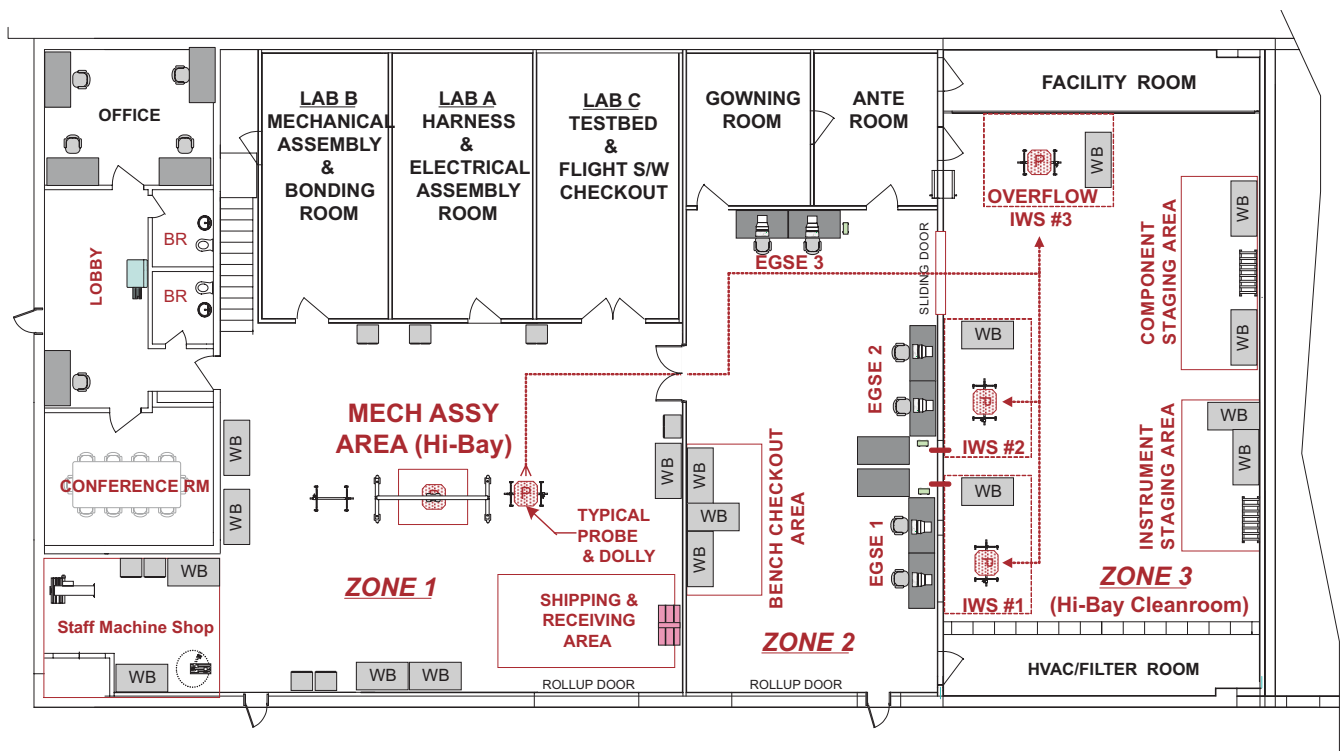 OFFICE
LAB B
MECHANICAL
ASSEMBLY
&
BONDING
ROOM
LAB A
HARNESS
&
ELECTRICAL
ASSEMBLY
ROOM
LAB C
TESTBED
&
FLIGHT S/W
CHECKOUT
GOWNING
ROOM
ANTE
ROOM
FACILITY ROOM
P
WB
OVERFLOW
IWS #3
WB
COMPONENT
STAGING AREA
WB
LOBBY
BR
BR
EGSE 3
SLIDING DOOR
EGSE 2
WB
P
IWS #2
MECH ASSY
AREA (Hi-Bay)
WB
WB
CONFERENCE RM
P
P
TYPICAL
PROBE
& DOLLY
WB
WB
WB
WB
BENCH CHECKOUT
AREA
WB
WB
WB
INSTRUMENT
STAGING AREA
EGSE 1
P
IWS #1
ZONE 3
(Hi-Bay Cleanroom)
WB
Staff Machine Shop
WB
ZONE 1
SHIPPING &
RECEIVING
AREA
ZONE 2
WB
WB
ROLLUP DOOR
ROLLUP DOOR
HVAC/FILTER ROOM